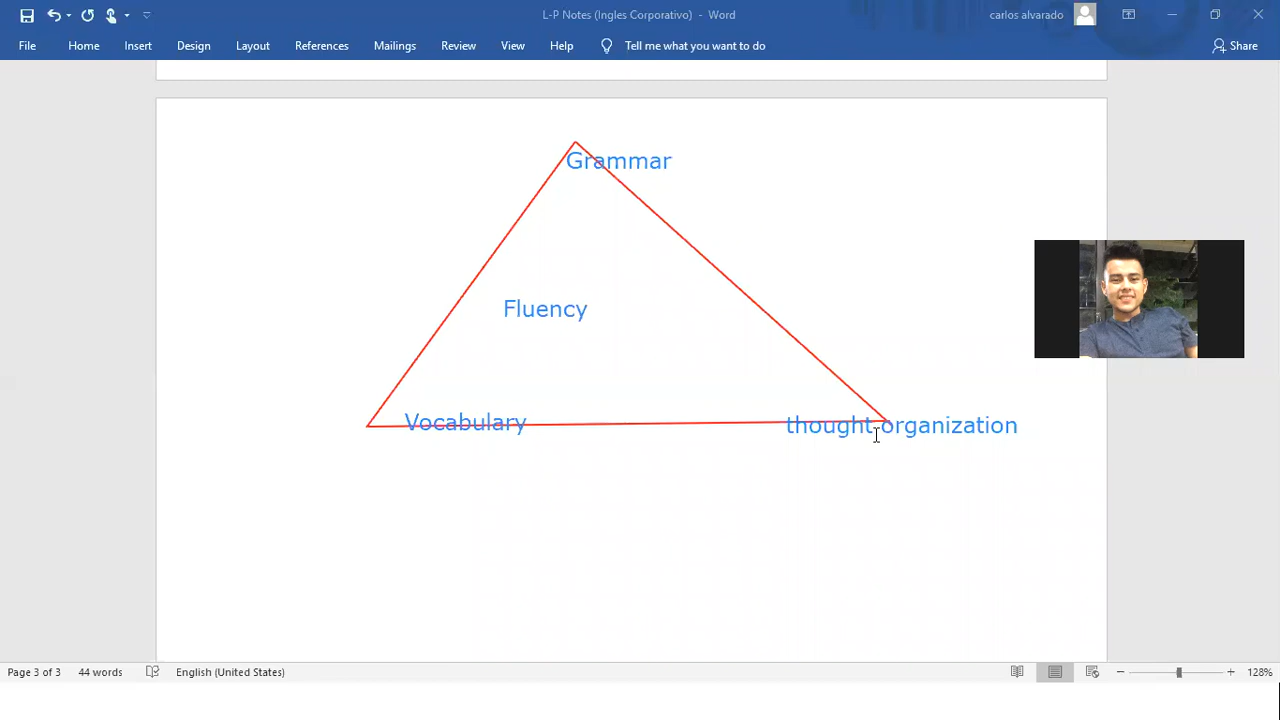 L-P Notes (Ingles Corporativo) - Word
carlos alvarado
File Home Insert Design Layout References Mailings Review View Help Tell me what you want to do Share
Grammar
Fluency
Vocabulary
thought organization
Page 3 of 3 44 words English (United States) 128%